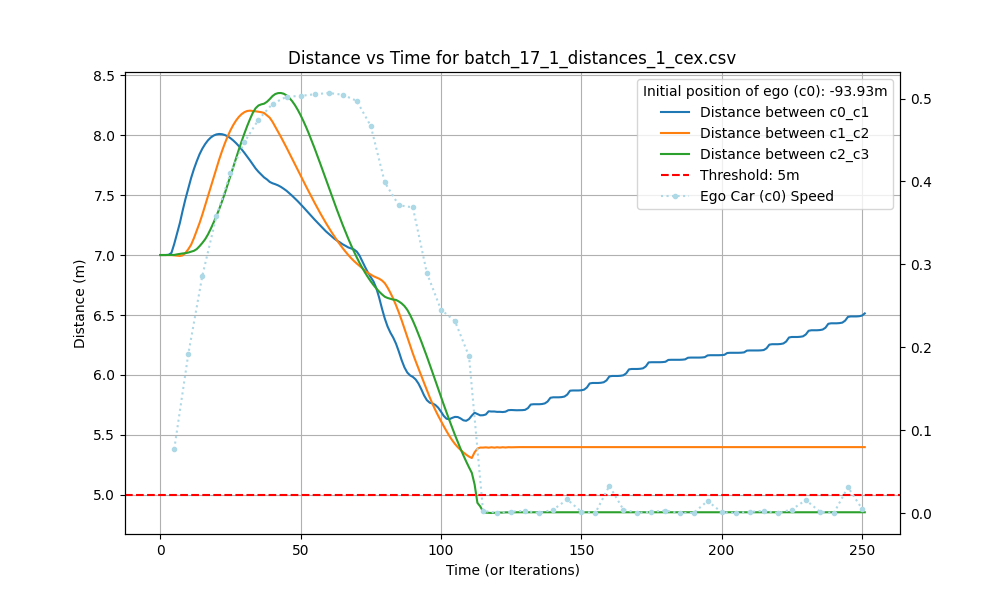 Distance vs Time for batch_17_1_distances_1_cex.csv
Initial position of ego (c0): -93.93m
Distance between c0_c1
Distance between c1_c2
Distance between c2_c3
Threshold: 5m
Ego Car (c0) Speed
Distance (m)
8.5
8.0
7.5
7.0
6.5
6.0
5.5
5.0
0.5
0.4
0.3
0.2
0.1
0.0
0 50 100 150 200 250
Time (or Iterations)